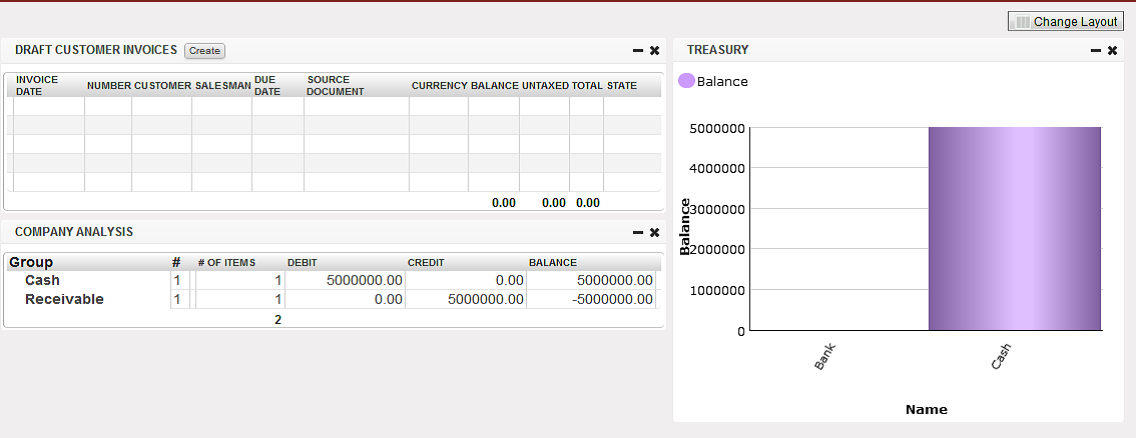 Change Layout
DRAFT CUSTOMER INVOICES Create
INVOICE DATE NUMBER CUSTOMER SALESMAN DUE DATE SOURCE DOCUMENT CURRENCY BALANCE UNTAXED TOTAL STATE
0.00 0.00 0.00
COMPANY ANALYSIS
Group # # OF ITEMS DEBIT CREDIT BALANCE
Cash 1 1 5000000.00 0.00 5000000.00
Receivable 1 1 0.00 5000000.00 -5000000.00
2
TREASURY
Balance
5000000
4000000
3000000
2000000
1000000
0
Balance
Bank Cash
Name